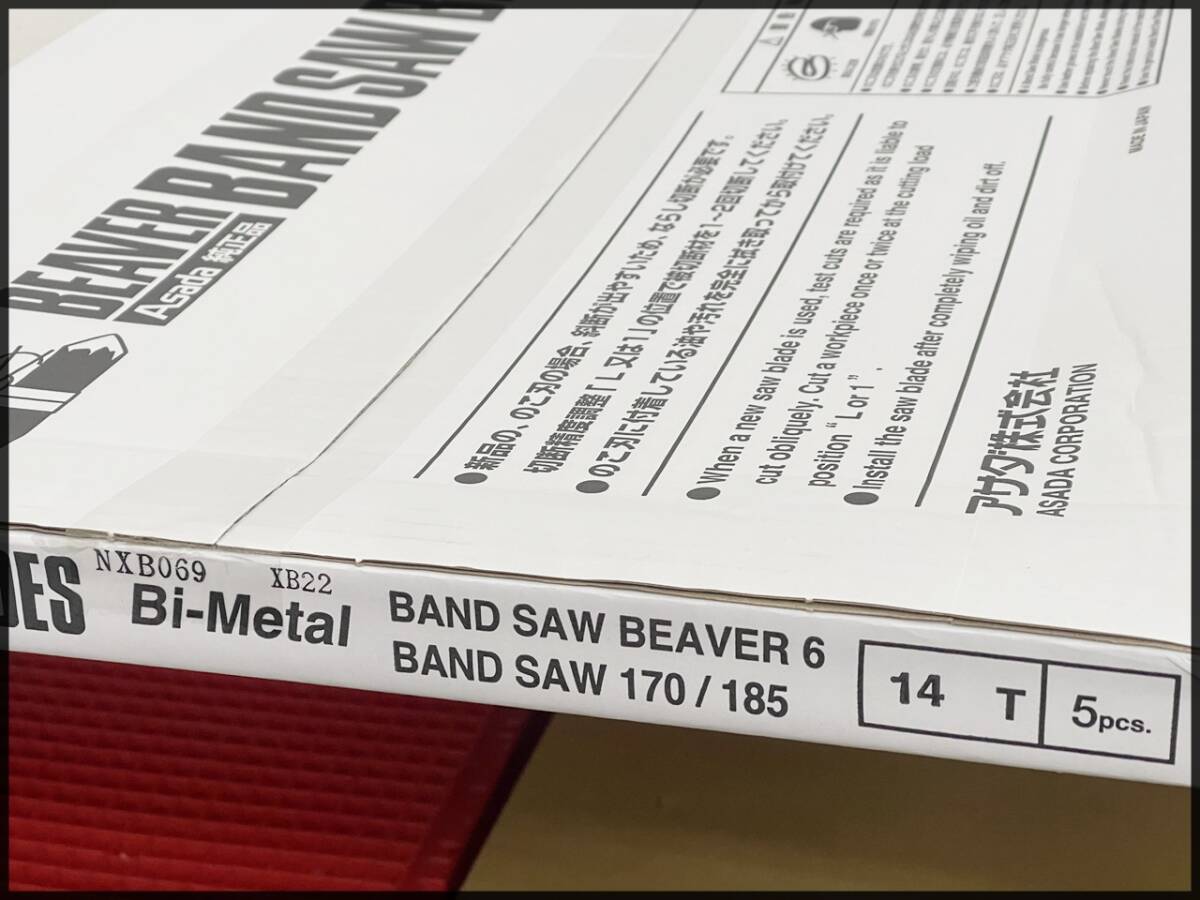 BEAVER BAND SAW
Asada 純正品
●新品の、のこ刃の場合、斜断が出やすいため、ならし切断が必要です。
切断精度調整「L又は1」の位置で被切断材を1～2回切断してください。
●のこ刃に付着している油や汚れを完全に拭き取ってから取付けてください。
●When a new saw blade is used, test cuts are required as it is liable to
cut obliquely. Cut a workpiece once or twice at the cutting load
position “L or 1”.
●Install the saw blade after completely wiping oil and dirt off.
アサダ株式会社
ASADA CORPORATION
MADE IN JAPAN
DES
NXB069 XB22
Bi-Metal
BAND SAW BEAVER 6
BAND SAW 170 / 185
14 T
5pcs.